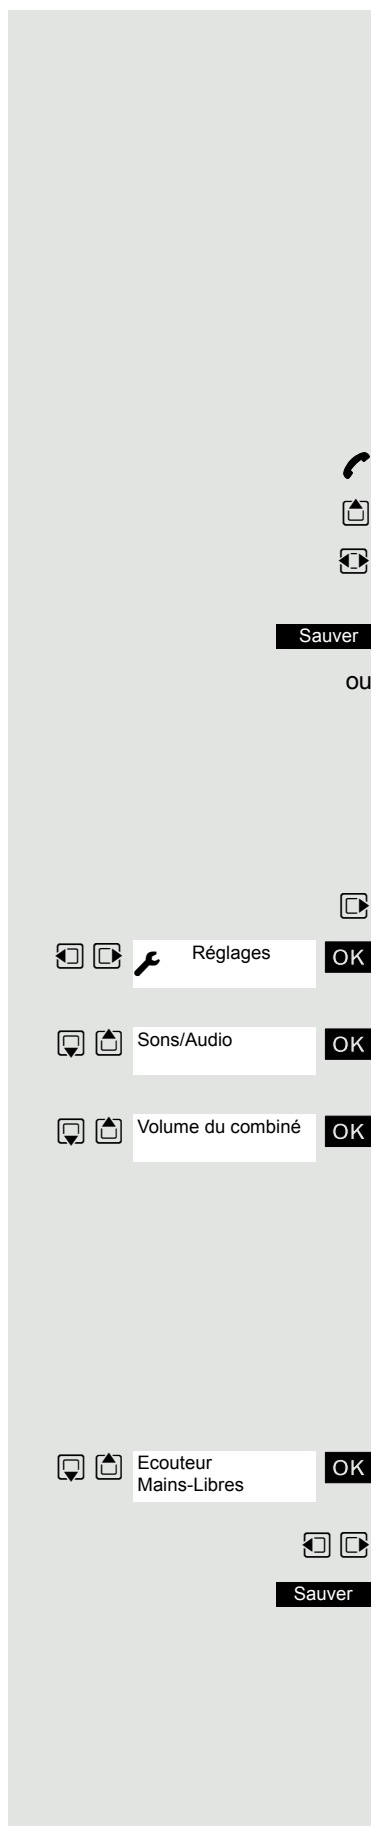 Sauver
ou
Réglages OK
Sons/Audio OK
Volume du combiné OK
Ecouteur OK
Mains-Libres
Sauver